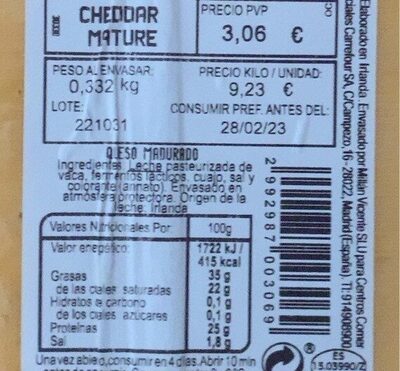 CHEDDAR
MATURE
PRECIO PVP
3,06 €
PESO AL ENVASAR:
0,332 kg
PRECIO KILO / UNIDAD:
9,23 €
LOTE:
221031
CONSUMIR PREF. ANTES DEL:
28/02/23
QUESO MADURADO
Ingredientes: Leche pasteurizada de
vaca, fermentos lácticos, cuajo, sal y
colorante (annato). Envasado en
atmósfera protectora. Origen de la
leche: Irlanda
Valores Nutricionales Por: 100g
Valor energético: 1722 kJ /
415 kcal
Grasas 35 g
de las cuales saturadas 22 g
Hidratos de carbono 0,1 g
de los cuales azúcares 0,1 g
Proteinas 25 g
Sal 1,8 g
Una vez abierto, consumir en 4 días. Abrir 10 min
Elaborado en Irlanda. Envasado por Millán Vicente SL para Centros Comer
ciales Carrefour SA, C/Campezo, 16 - 28022, Madrid (España). Tl: 914908900
2 992987 003069
ES
15.03990/Z